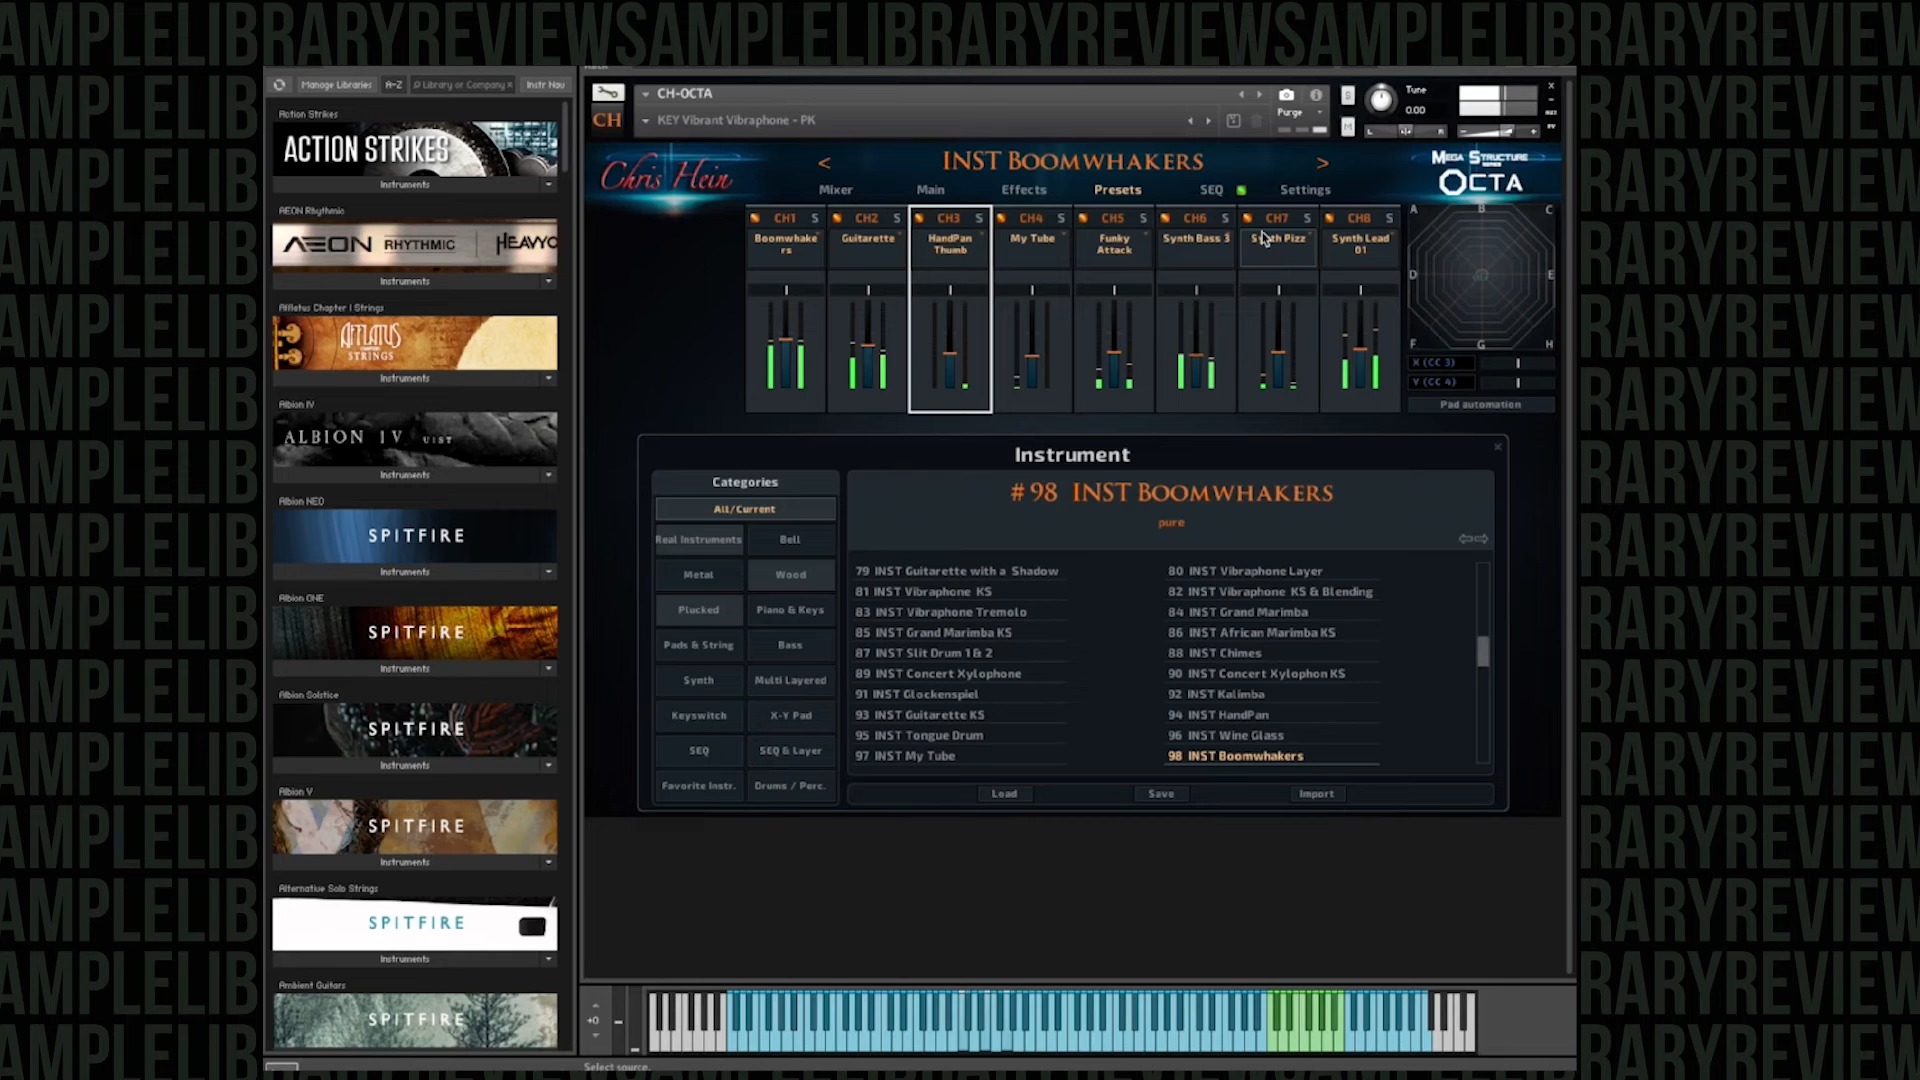 AMPLELIBRARYREVIEWSAMPLELIBRARYREVIEWSAMPLELIBRARYREVIEW
Manage Libraries
A-Z
Library or Company
Instr Nav
Action Strikes
ACTION STRIKES
Instruments
AEON Rhythmic
AEON RHYTHMIC
HEAVYO
Instruments
Afflatus Chapter I Strings
AFFLATUS
STRINGS
Instruments
Albion IV
ALBION IV UIST
Instruments
Albion NEO
SPITFIRE
Instruments
Albion ONE
SPITFIRE
Instruments
Albion Solstice
SPITFIRE
Instruments
Albion V
SPITFIRE
Instruments
Alternative Solo Strings
SPITFIRE
Instruments
Ambient Guitars
SPITFIRE
CH
CH-OCTA
KEY Vibrant Vibraphone - PK
Purge
S
M
Tune
0.00
L
R
Chris Hein
< INST BOOMWHAKERS >
Mixer Main Effects Presets SEQ Settings
MEGA STRUCTURE
SERIES
OCTA
CH1 S CH2 S CH3 S CH4 S CH5 S CH6 S CH7 S CH8 S
Boomwhake
rs
Guitarette
HandPan
Thumb
My Tube
Funky
Attack
Synth Bass 3
Synth Pizz
Synth Lead
01
A B C
D E
F G H
X (CC 3)
Y (CC 4)
Pad automation
Instrument
Categories
All/Current
Real Instruments Bell
Metal Wood
Plucked Piano & Keys
Pads & String Bass
Synth Multi Layered
Keyswitch X-Y Pad
SEQ SEQ & Layer
Favorite Instr. Drums / Perc.
# 98 INST BOOMWHAKERS
pure
79 INST Guitarette with a Shadow
80 INST Vibraphone Layer
81 INST Vibraphone KS
82 INST Vibraphone KS & Blending
83 INST Vibraphone Tremolo
84 INST Grand Marimba
85 INST Grand Marimba KS
86 INST African Marimba KS
87 INST Slit Drum 1 & 2
88 INST Chimes
89 INST Concert Xylophone
90 INST Concert Xylophon KS
91 INST Glockenspiel
92 INST Kalimba
93 INST Guitarette KS
94 INST HandPan
95 INST Tongue Drum
96 INST Wine Glass
97 INST My Tube
98 INST Boomwhakers
Load Save Import
+0
Select source.